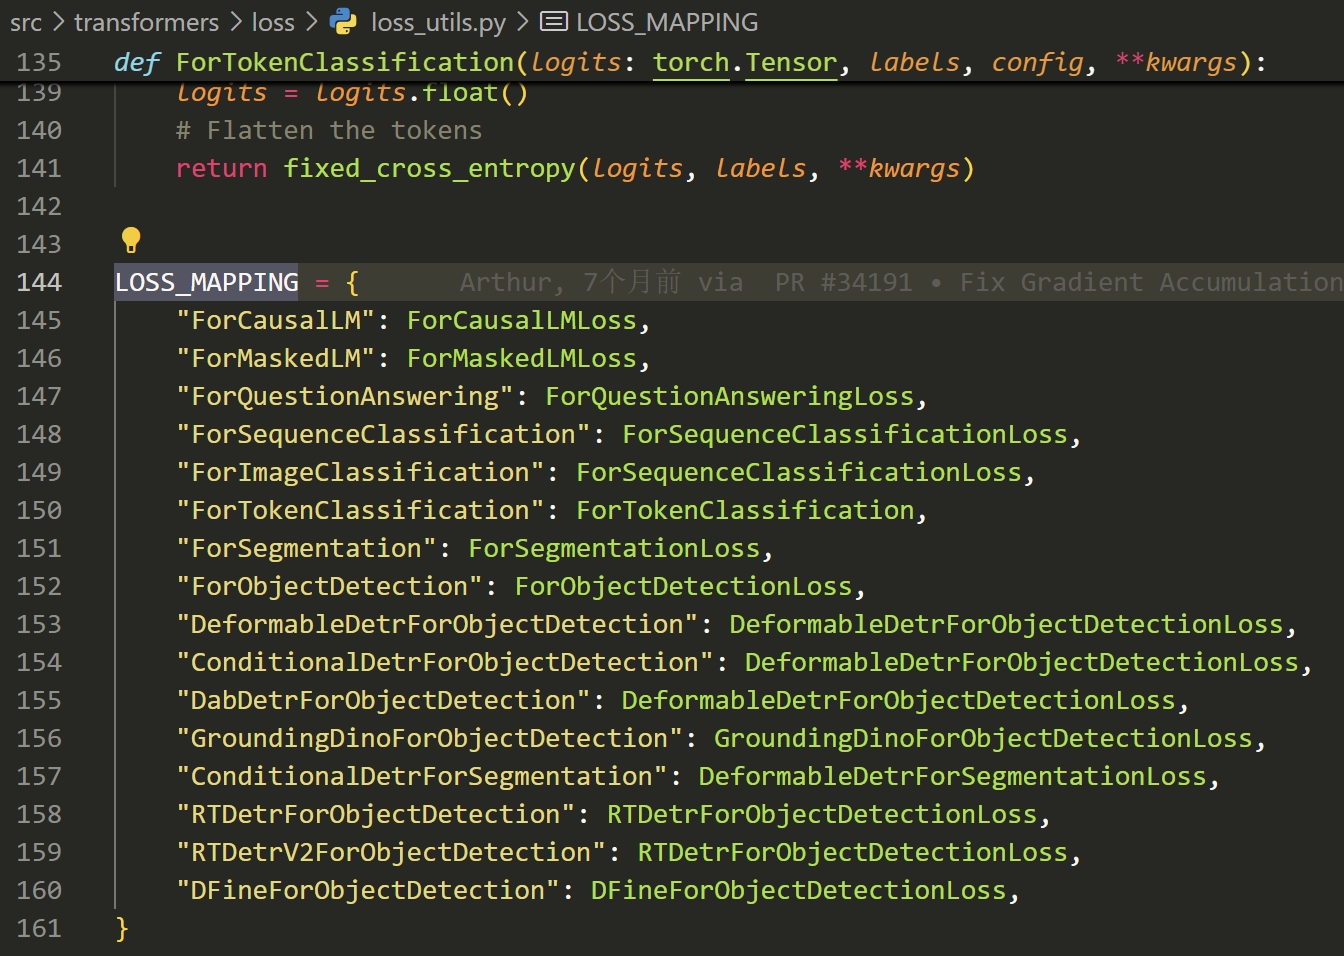 src > transformers > loss > loss_utils.py > LOSS_MAPPING
135 def ForTokenClassification(logits: torch.Tensor, labels, config, **kwargs):
139 logits = logits.float()
140 # Flatten the tokens
141 return fixed_cross_entropy(logits, labels, **kwargs)
142
143
144 LOSS_MAPPING = { Arthur, 7个月前 via PR #34191 • Fix Gradient Accumulation
145 "ForCausalLM": ForCausalLMLoss,
146 "ForMaskedLM": ForMaskedLMLoss,
147 "ForQuestionAnswering": ForQuestionAnsweringLoss,
148 "ForSequenceClassification": ForSequenceClassificationLoss,
149 "ForImageClassification": ForSequenceClassificationLoss,
150 "ForTokenClassification": ForTokenClassification,
151 "ForSegmentation": ForSegmentationLoss,
152 "ForObjectDetection": ForObjectDetectionLoss,
153 "DeformableDetrForObjectDetection": DeformableDetrForObjectDetectionLoss,
154 "ConditionalDetrForObjectDetection": DeformableDetrForObjectDetectionLoss,
155 "DabDetrForObjectDetection": DeformableDetrForObjectDetectionLoss,
156 "GroundingDinoForObjectDetection": GroundingDinoForObjectDetectionLoss,
157 "ConditionalDetrForSegmentation": DeformableDetrForSegmentationLoss,
158 "RTDetrForObjectDetection": RTDetrForObjectDetectionLoss,
159 "RTDetrV2ForObjectDetection": RTDetrForObjectDetectionLoss,
160 "DFineForObjectDetection": DFineForObjectDetectionLoss,
161 }